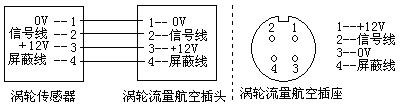 0V 1 1 0V
信号线 2 2 信号线
+12V 3 3 +12V
屏蔽线 4 4 屏蔽线
涡轮传感器 涡轮流量航空插头
2 1
4 3
1--+12V
2--信号线
3--0V
4--屏蔽线
涡轮流量航空插座